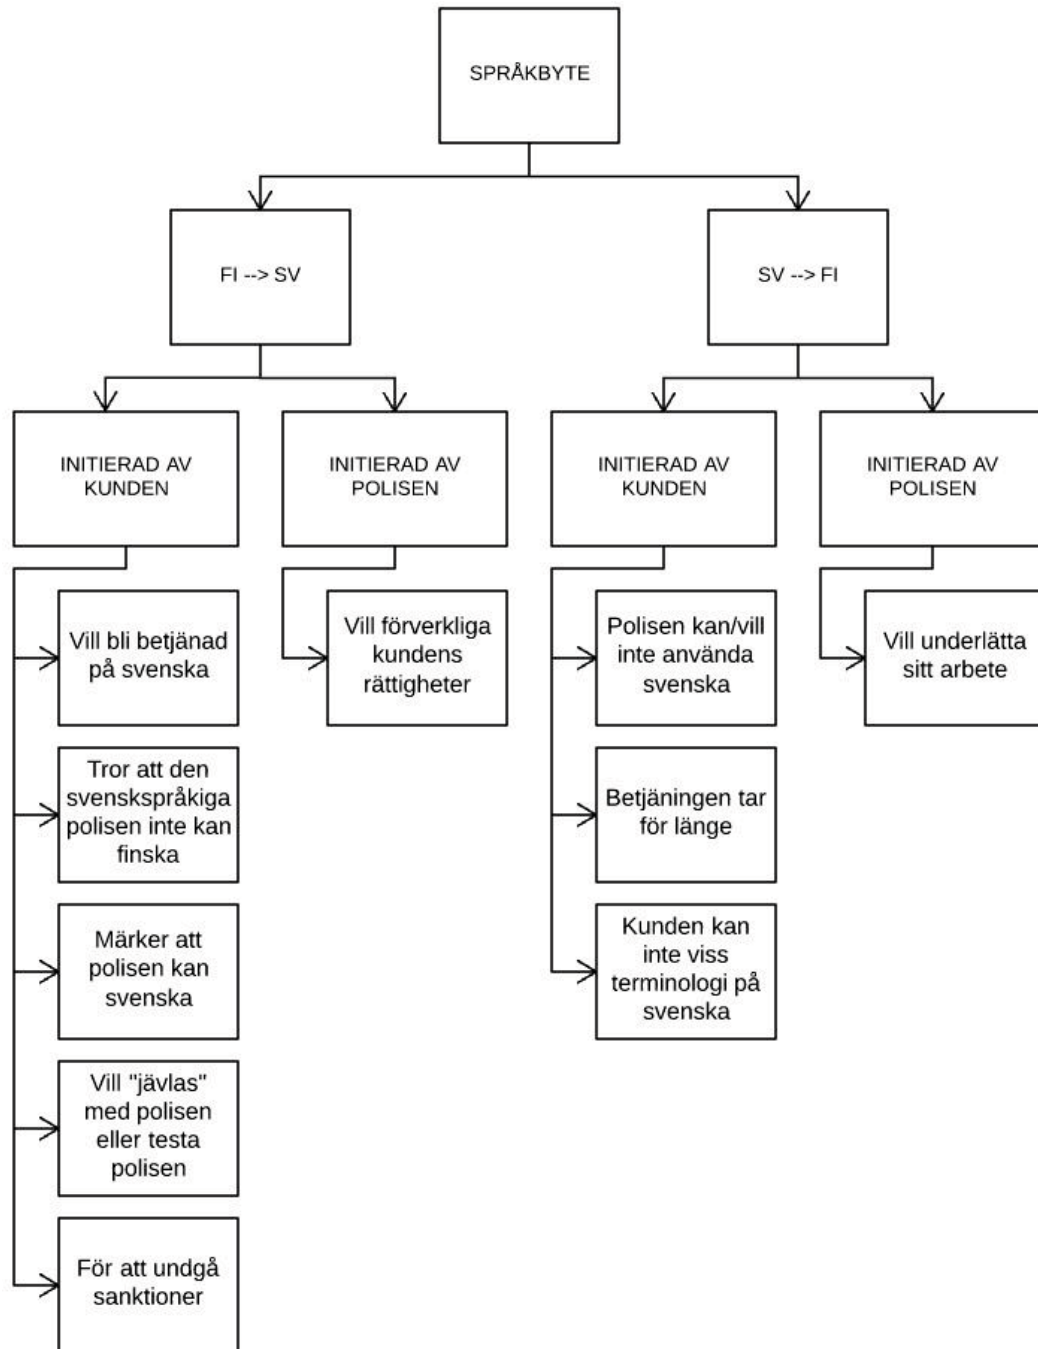 SPRÅKBYTE
FI --> SV
SV --> FI
INITIERAD AV
KUNDEN
INITIERAD AV
POLISEN
INITIERAD AV
KUNDEN
INITIERAD AV
POLISEN
Vill bli betjänad
på svenska
Vill förverkliga
kundens
rättigheter
Polisen kan/vill
inte använda
svenska
Vill underlätta
sitt arbete
Tror att den
svenskspråkiga
polisen inte kan
finska
Betjäningen tar
för länge
Märker att
polisen kan
svenska
Kunden kan
inte viss
terminologi på
svenska
Vill "jävlas"
med polisen
eller testa
polisen
För att undgå
sanktioner